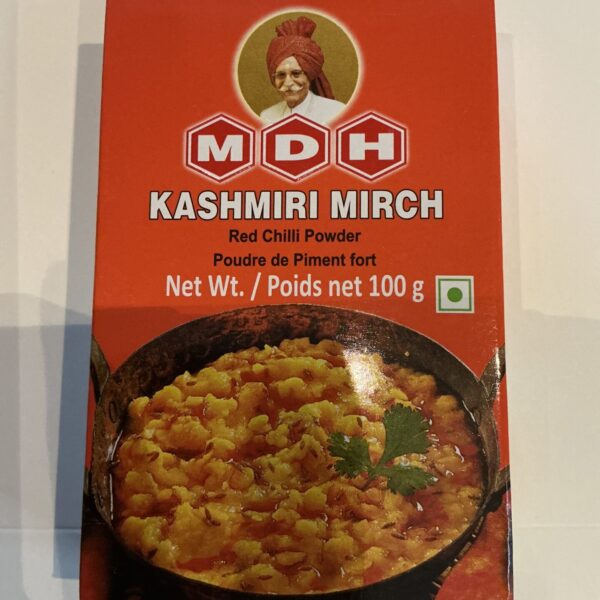 MDH
KASHMIRI MIRCH
Red Chilli Powder
Poudre de Piment fort
Net Wt. / Poids net 100 g